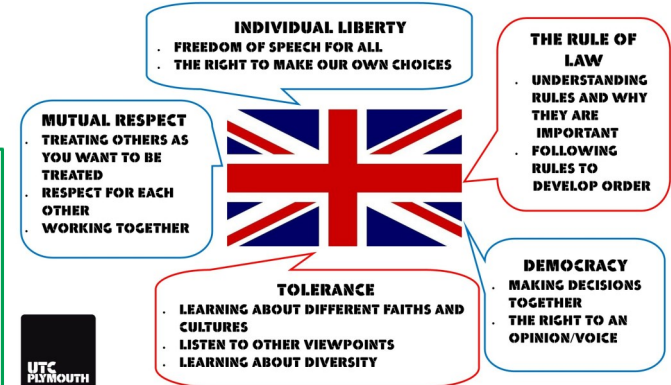 INDIVIDUAL LIBERTY
. FREEDOM OF SPEECH FOR ALL
. THE RIGHT TO MAKE OUR OWN CHOICES
THE RULE OF
LAW
. UNDERSTANDING
RULES AND WHY
THEY ARE
IMPORTANT
. FOLLOWING
RULES TO
DEVELOP ORDER
MUTUAL RESPECT
. TREATING OTHERS AS
YOU WANT TO BE
TREATED
. RESPECT FOR EACH
OTHER
. WORKING TOGETHER
TOLERANCE
. LEARNING ABOUT DIFFERENT FAITHS AND
CULTURES
. LISTEN TO OTHER VIEWPOINTS
. LEARNING ABOUT DIVERSITY
DEMOCRACY
. MAKING DECISIONS
TOGETHER
. THE RIGHT TO AN
OPINION/VOICE
UTC
PLYMOUTH